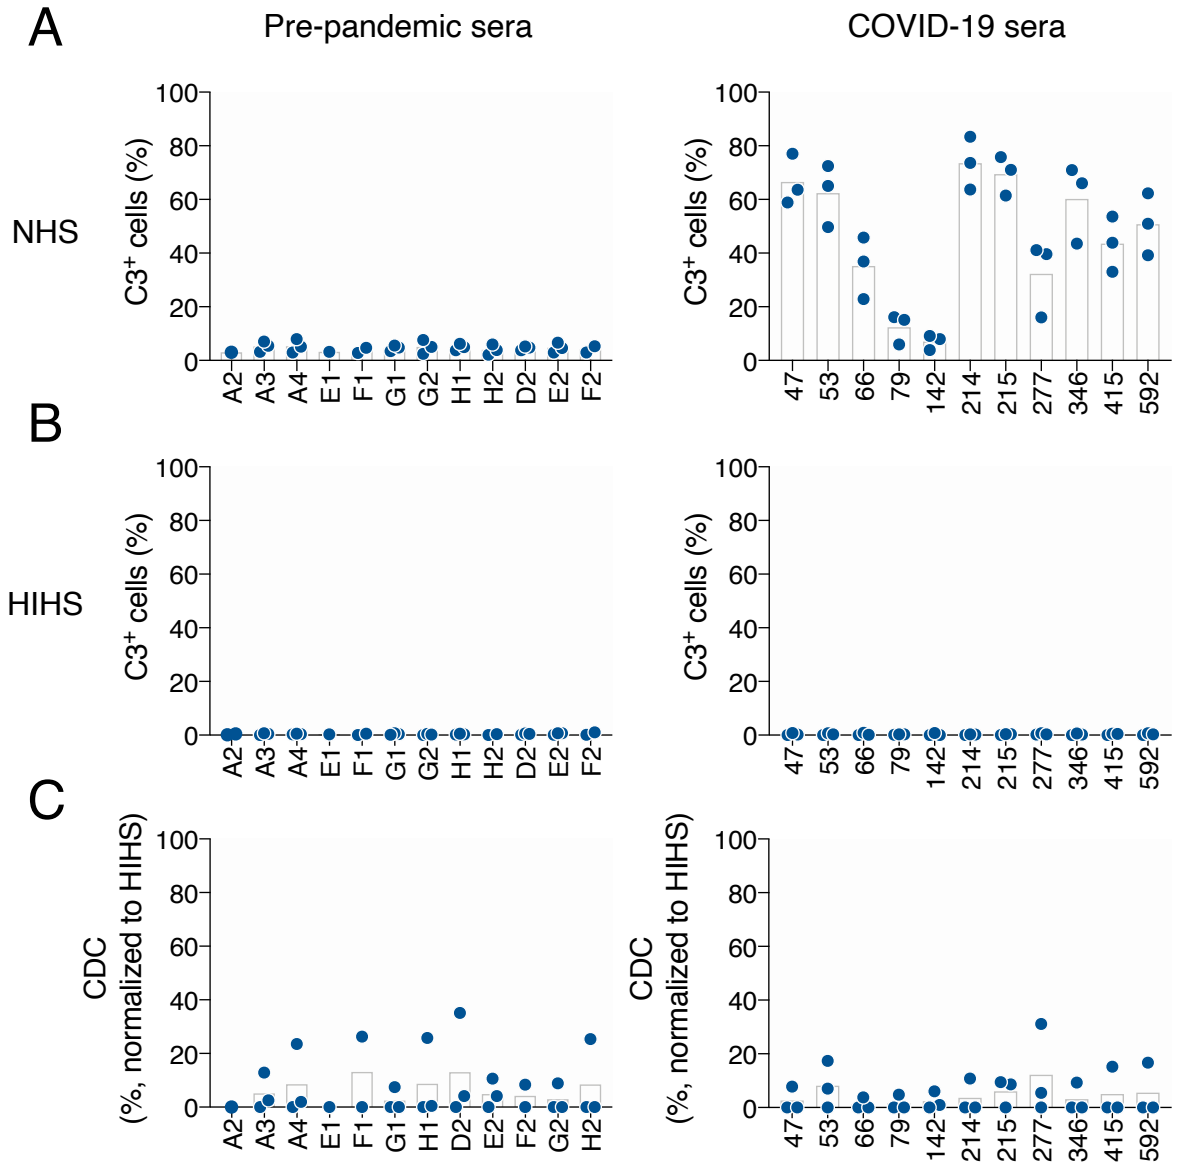 A
Pre-pandemic sera
COVID-19 sera
NHS
C3+ cells (%)
100
80
60
40
20
0
A2
A3
A4
E1
F1
G1
G2
H1
H2
D2
E2
F2
C3+ cells (%)
100
80
60
40
20
0
47
53
66
79
142
214
215
277
346
415
592
B
HIHS
C3+ cells (%)
100
80
60
40
20
0
A2
A3
A4
E1
F1
G1
G2
H1
H2
D2
E2
F2
C3+ cells (%)
100
80
60
40
20
0
47
53
66
79
142
214
215
277
346
415
592
C
CDC
(%, normalized to HIHS)
100
80
60
40
20
0
A2
A3
A4
E1
F1
G1
H1
D2
E2
F2
G2
H2
CDC
(%, normalized to HIHS)
100
80
60
40
20
0
47
53
66
79
142
214
215
277
346
415
592